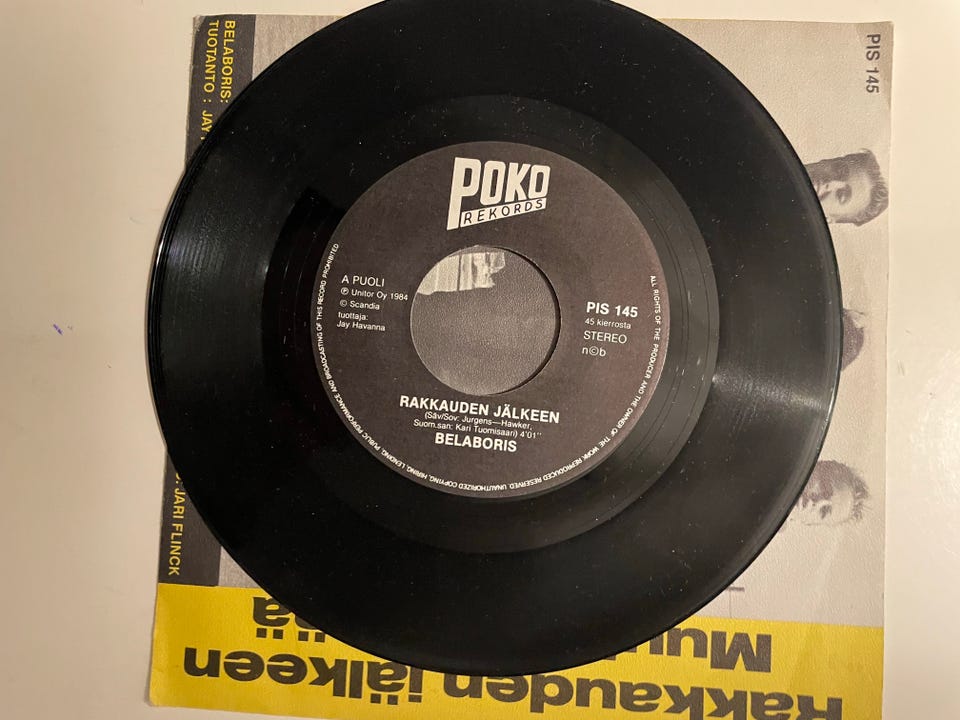 BELABORIS:
TUOTANTO : JAY
PIS 145
POKO
REKORDS
A PUOLI
Ⓟ Unitor Oy 1984
© Scandia
tuottaja:
Jay Havanna
PIS 145
45 kierrosta
STEREO
n©b
RAKKAUDEN JÄLKEEN
(Säv/Sov: Jurgens—Hawker,
Suom.san: Kari Tuomisaari) 4'01''
BELABORIS
ALL RIGHTS OF THE PRODUCER AND THE OWNER OF THE WORK REPRODUCED RESERVED. UNAUTHORIZED COPYING, HIRING, LENDING, PUBLIC PERFORMANCE AND BROADCASTING OF THIS RECORD PROHIBITED
JARI FLINCK
Rakkauden jälkeen